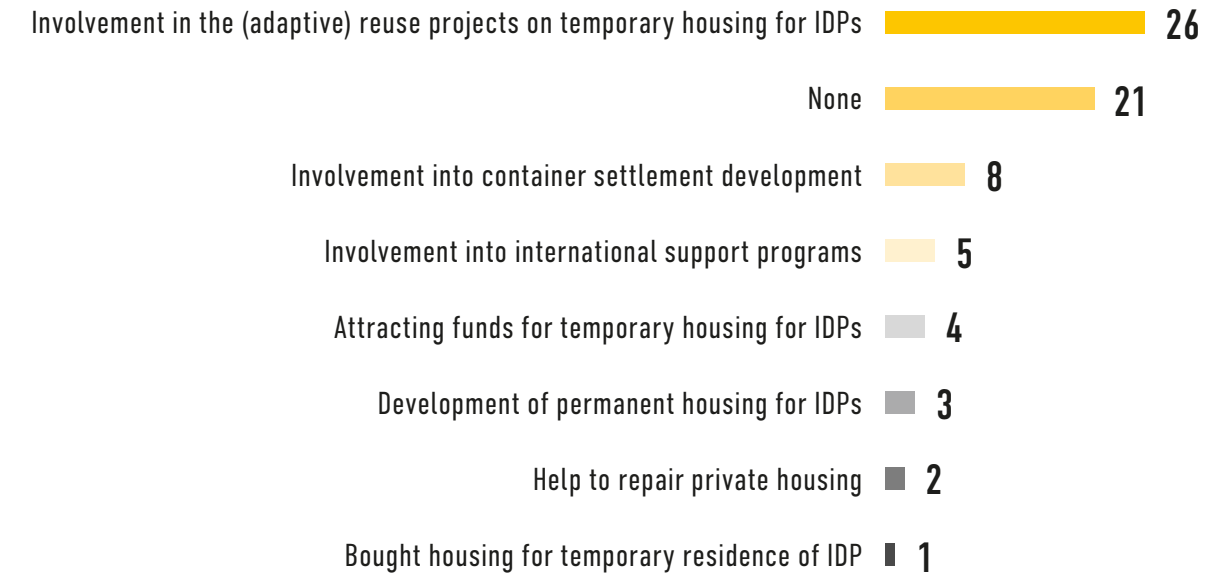 Involvement in the (adaptive) reuse projects on temporary housing for IDPs 26
None 21
Involvement into container settlement development 8
Involvement into international support programs 5
Attracting funds for temporary housing for IDPs 4
Development of permanent housing for IDPs 3
Help to repair private housing 2
Bought housing for temporary residence of IDP 1